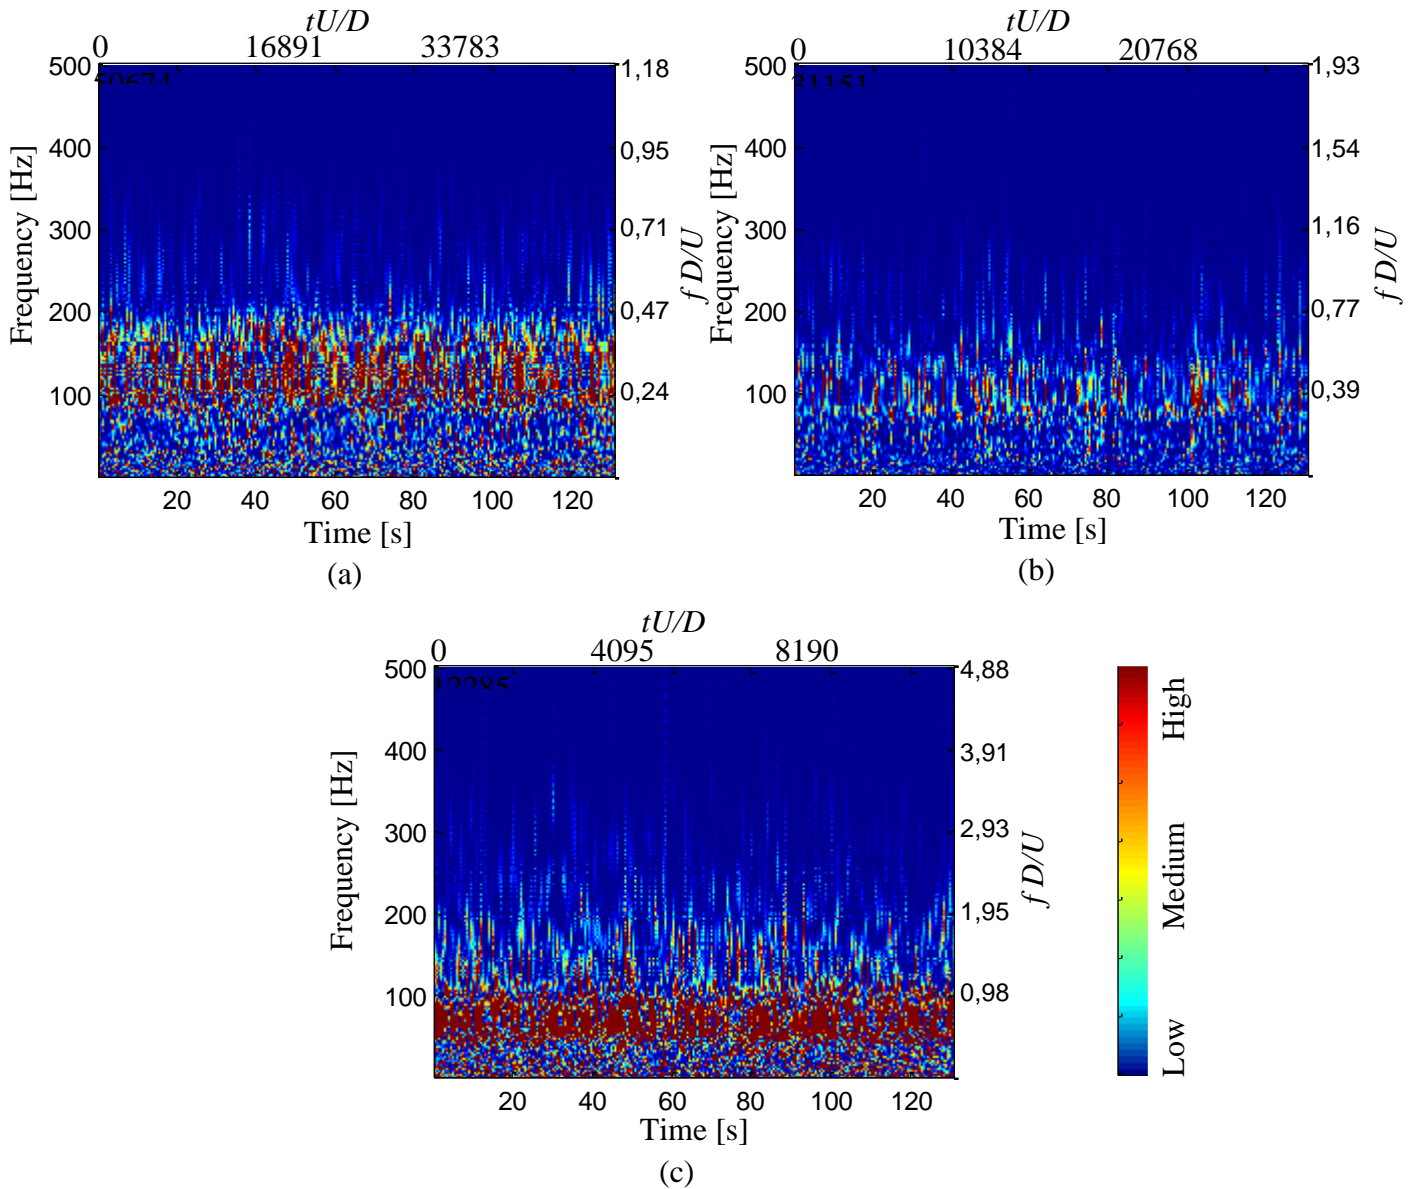 tU/D
0 16891 33783
500 1,18
400 0,95
300 0,71
200 0,47
100 0,24
Frequency [Hz]
f D/U
20 40 60 80 100 120
Time [s]
(a)
tU/D
0 10384 20768
500 1,93
400 1,54
300 1,16
200 0,77
100 0,39
Frequency [Hz]
f D/U
20 40 60 80 100 120
Time [s]
(b)
tU/D
0 4095 8190
12285
500 4,88
400 3,91
300 2,93
200 1,95
100 0,98
Frequency [Hz]
f D/U
20 40 60 80 100 120
Time [s]
(c)
High
Medium
Low